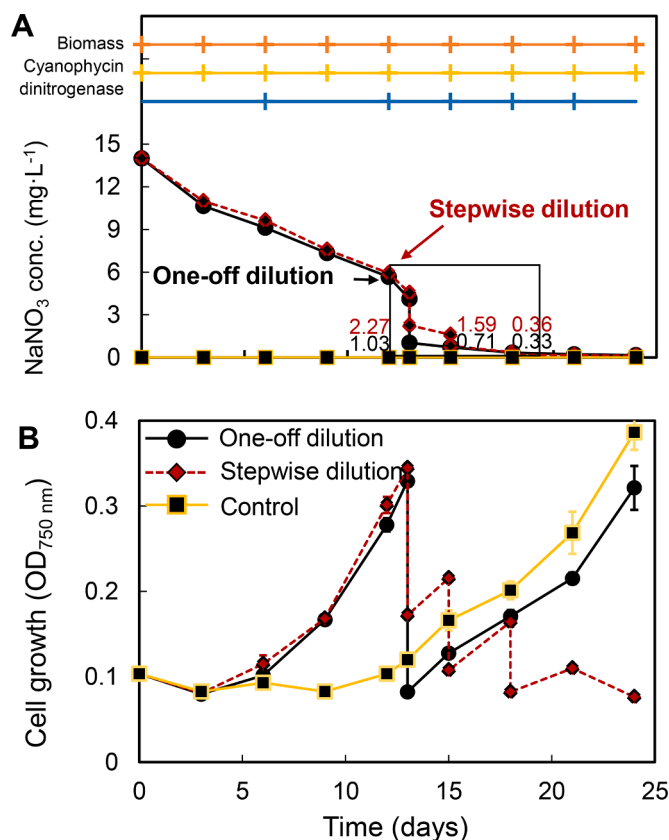 A
Biomass
Cyanophycin
dinitrogenase
15
12
9
6
3
0
NaNO₃ conc. (mg·L⁻¹)
Stepwise dilution
One-off dilution
2.27 1.59 0.36
1.03 0.71 0.33
B
0.4
0.3
0.2
0.1
0
Cell growth (OD₇₅₀ ₙₘ)
One-off dilution
Stepwise dilution
Control
0 5 10 15 20 25
Time (days)